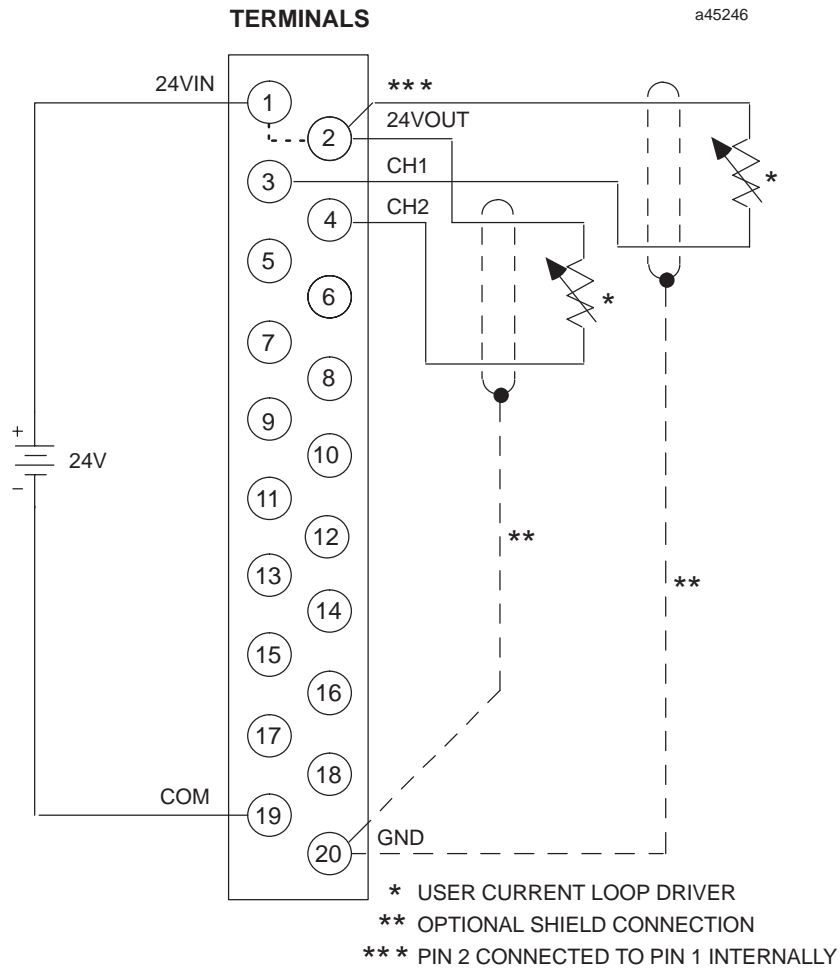 TERMINALS
a45246
24VIN
***
1
24VOUT
2
CH1
3
*
CH2
4
5
6
*
7
8
9
+
24V
10
−
11
12
**
13
**
14
15
16
17
18
COM
19
GND
20
* USER CURRENT LOOP DRIVER
** OPTIONAL SHIELD CONNECTION
*** PIN 2 CONNECTED TO PIN 1 INTERNALLY